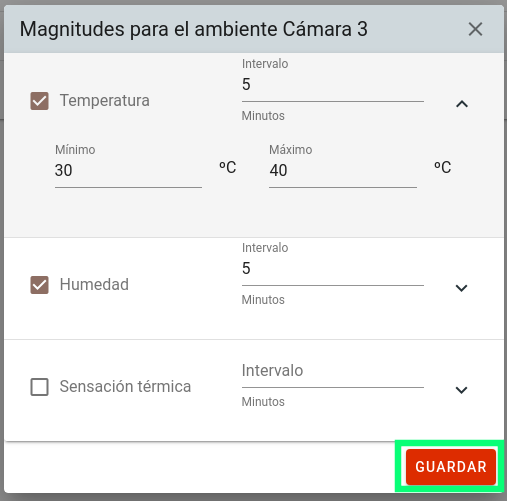 Magnitudes para el ambiente Cámara 3
Temperatura
Intervalo
5
Minutos
Mínimo
30
ºC
Máximo
40
ºC
Humedad
Intervalo
5
Minutos
Sensación térmica
Intervalo
Minutos
GUARDAR